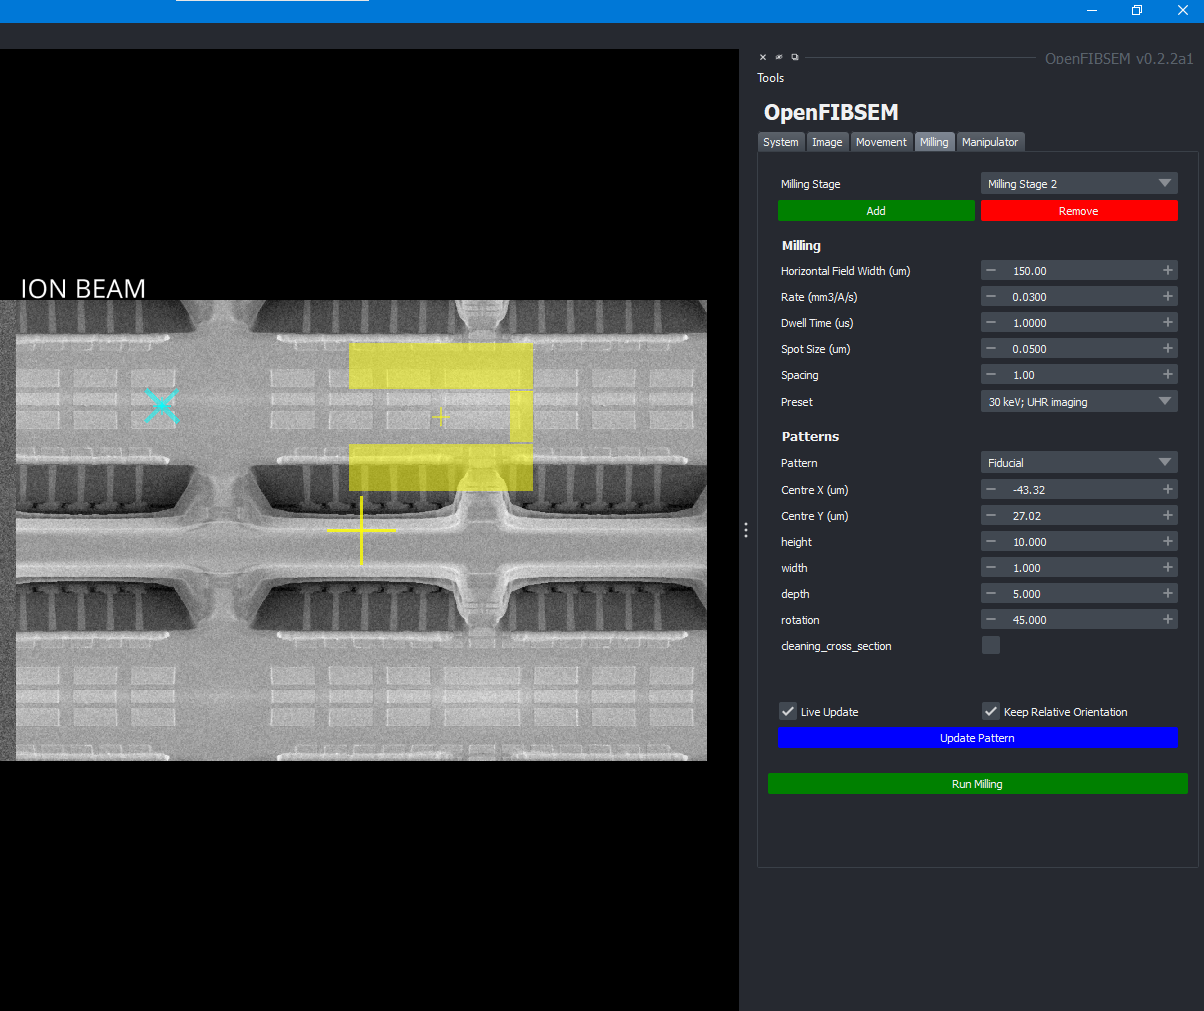 OpenFIBSEM v0.2.2a1
Tools
OpenFIBSEM
System Image Movement Milling Manipulator
Milling Stage Milling Stage 2
Add Remove
Milling
Horizontal Field Width (um) 150.00
Rate (mm3/A/s) 0.0300
Dwell Time (us) 1.0000
Spot Size (um) 0.0500
Spacing 1.00
Preset 30 keV; UHR imaging
Patterns
Pattern Fiducial
Centre X (um) -43.32
Centre Y (um) 27.02
height 10.000
width 1.000
depth 5.000
rotation 45.000
cleaning_cross_section
Live Update Keep Relative Orientation
Update Pattern
Run Milling
ION BEAM